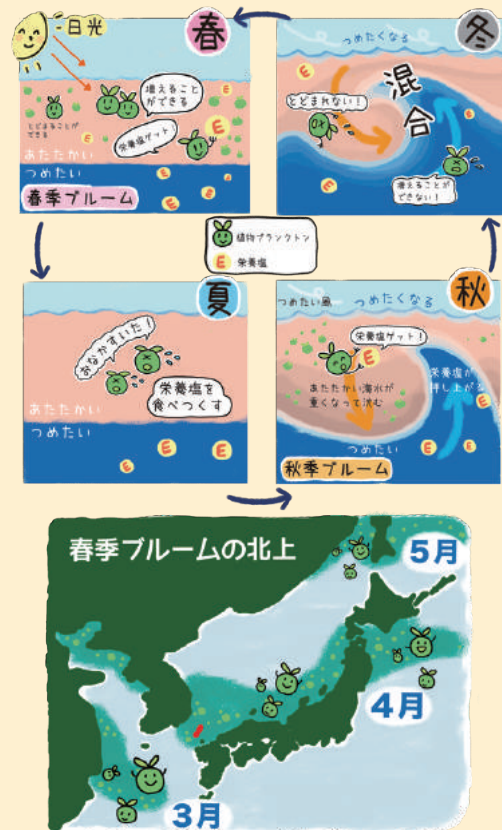 日光
春
増えること
ができる
とどまることが
できる
栄養塩ゲット!
E
E
E
あたたかい
つめたい
春季ブルーム
E
E
E
E
冬
つめたくなる
E
とどまれない!
混合
E
増えることが
できない!
E
E
植物プランクトン
E 栄養塩
夏
おなかすいた!
栄養塩を
食べつくす
あたたかい
つめたい
E
E
E
秋
つめたい風
つめたくなる
栄養塩ゲット!
E
あたたかい海水が
重くなって沈む
栄養塩が
押し上がる
E
つめたい
E
E
E
秋季ブルーム
春季ブルームの北上
5月
4月
3月